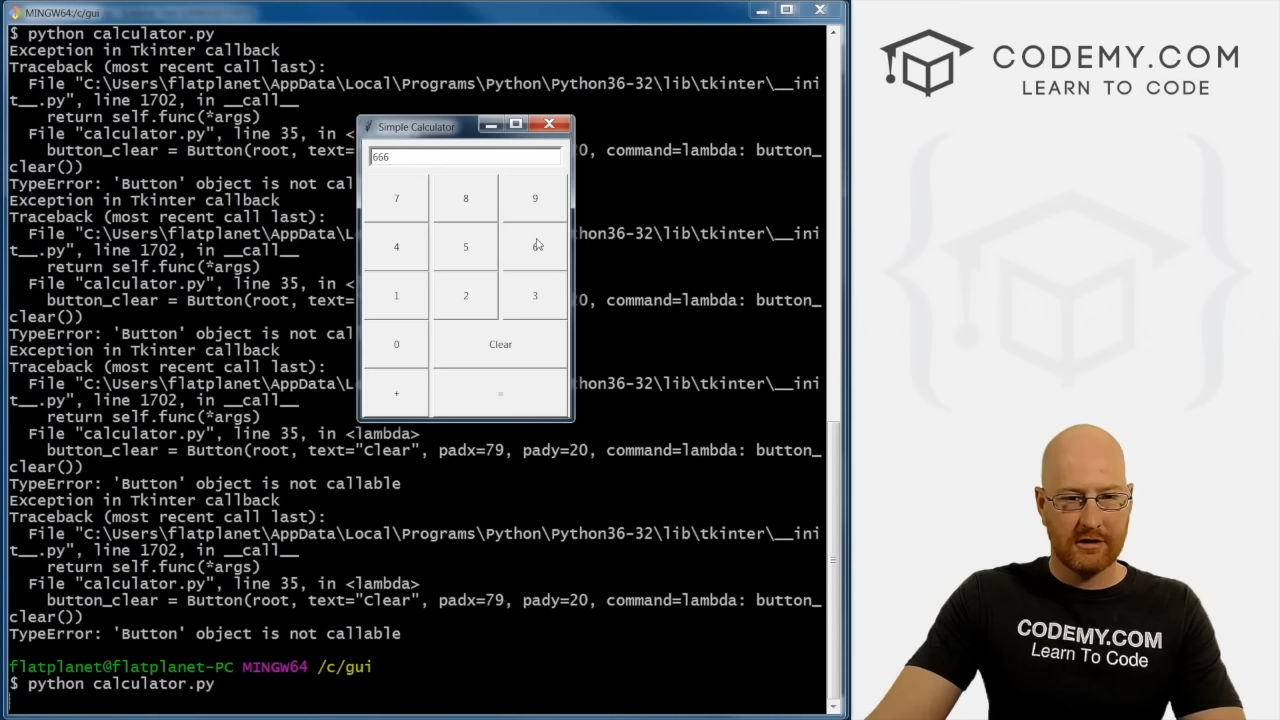 MINGW64:/c/gui
$ python calculator.py
Exception in Tkinter callback
Traceback (most recent call last):
File "C:\Users\flatplanet\AppData\Local\Programs\Python\Python36-32\lib\tkinter\__ini
t__.py", line 1702, in __call__
return self.func(*args)
File "calculator.py", line 35, in <
button_clear = Button(root, text= 20, command=lambda: button_
clear())
TypeError: 'Button' object is not cal
Exception in Tkinter callback
Traceback (most recent call last):
File "C:\Users\flatplanet\AppData\L hon36-32\lib\tkinter\__ini
t__.py", line 1702, in __call__
return self.func(*args)
File "calculator.py", line 35, in <
button_clear = Button(root, text= 20, command=lambda: button_
clear())
TypeError: 'Button' object is not cal
Exception in Tkinter callback
Traceback (most recent call last):
File "C:\Users\flatplanet\AppData\L hon36-32\lib\tkinter\__ini
t__.py", line 1702, in __call__
return self.func(*args)
File "calculator.py", line 35, in <lambda>
button_clear = Button(root, text="Clear", padx=79, pady=20, command=lambda: button_
clear())
TypeError: 'Button' object is not callable
Exception in Tkinter callback
Traceback (most recent call last):
File "C:\Users\flatplanet\AppData\Local\Programs\Python\Python36-32\lib\tkinter\__ini
t__.py", line 1702, in __call__
return self.func(*args)
File "calculator.py", line 35, in <lambda>
button_clear = Button(root, text="Clear", padx=79, pady=20, command=lambda: button_
clear())
TypeError: 'Button' object is not callable
flatplanet@flatplanet-PC MINGW64 /c/gui
$ python calculator.py
Simple Calculator
666
7 8 9
4 5 6
1 2 3
0 Clear
+ =
CODEMY.COM
LEARN TO CODE
CODEMY.COM
Learn To Code